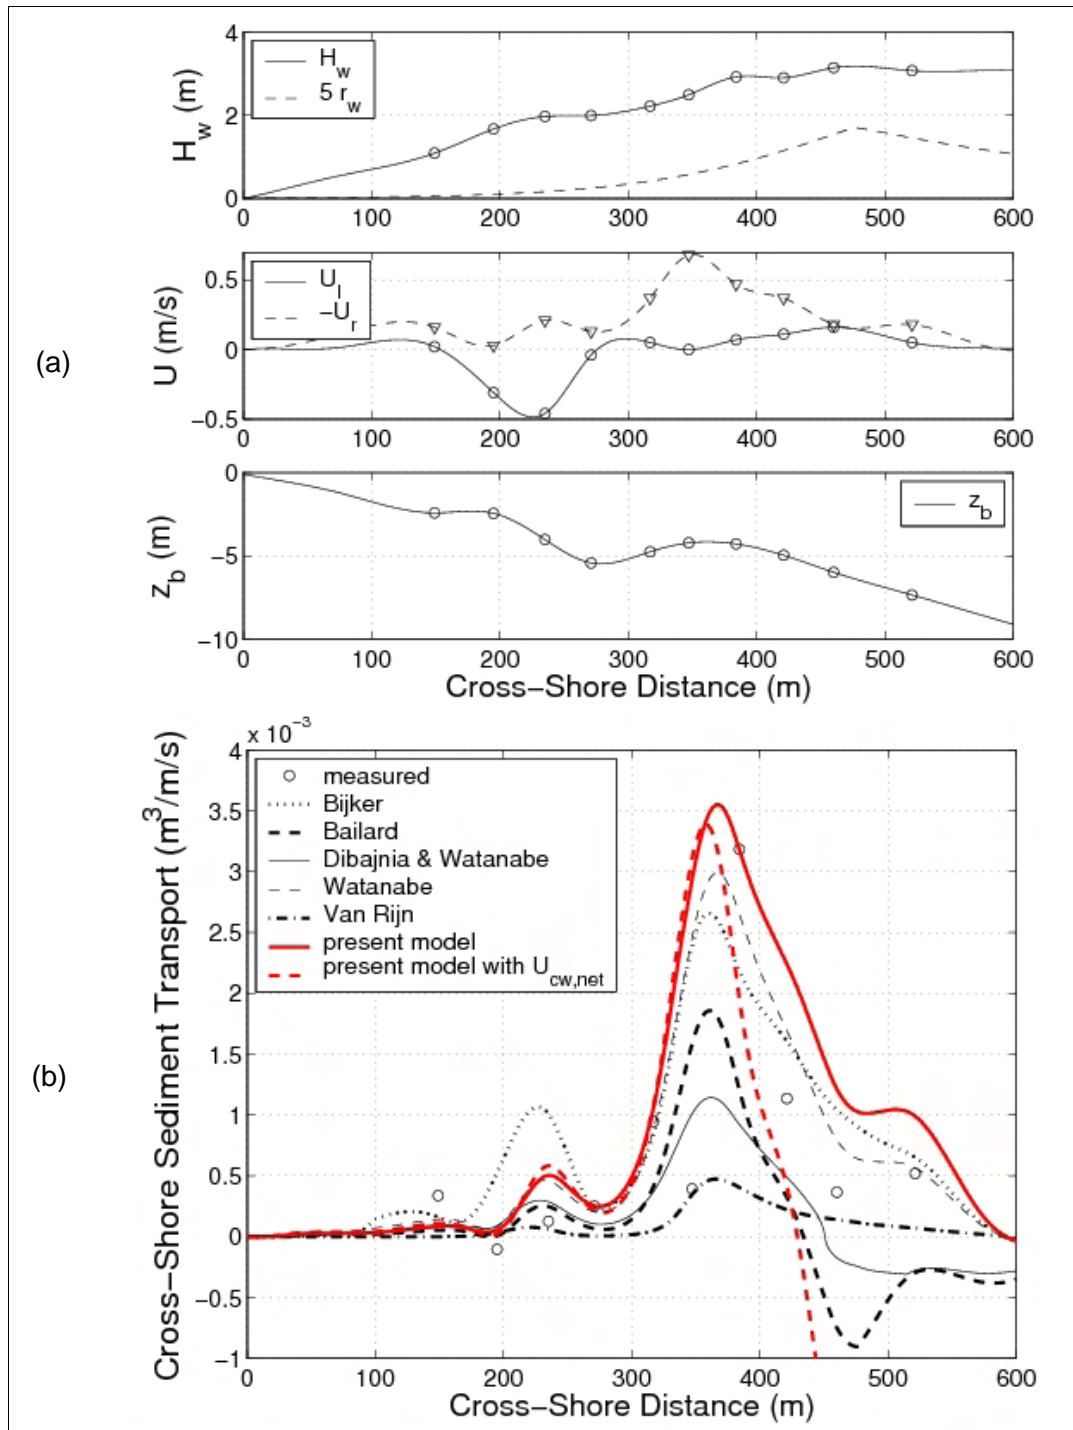 (a)
H_w (m)
4
2
0
H_w
5 r_w
0 100 200 300 400 500 600
U (m/s)
0.5
0
−0.5
U_l
−U_r
0 100 200 300 400 500 600
z_b (m)
0
−5
−10
z_b
0 100 200 300 400 500 600
Cross−Shore Distance (m)
(b)
x 10^−3
Cross−Shore Sediment Transport (m^3/m/s)
4
3.5
3
2.5
2
1.5
1
0.5
0
−0.5
−1
measured
Bijker
Bailard
Dibajnia & Watanabe
Watanabe
Van Rijn
present model
present model with U_cw,net
0 100 200 300 400 500 600
Cross−Shore Distance (m)